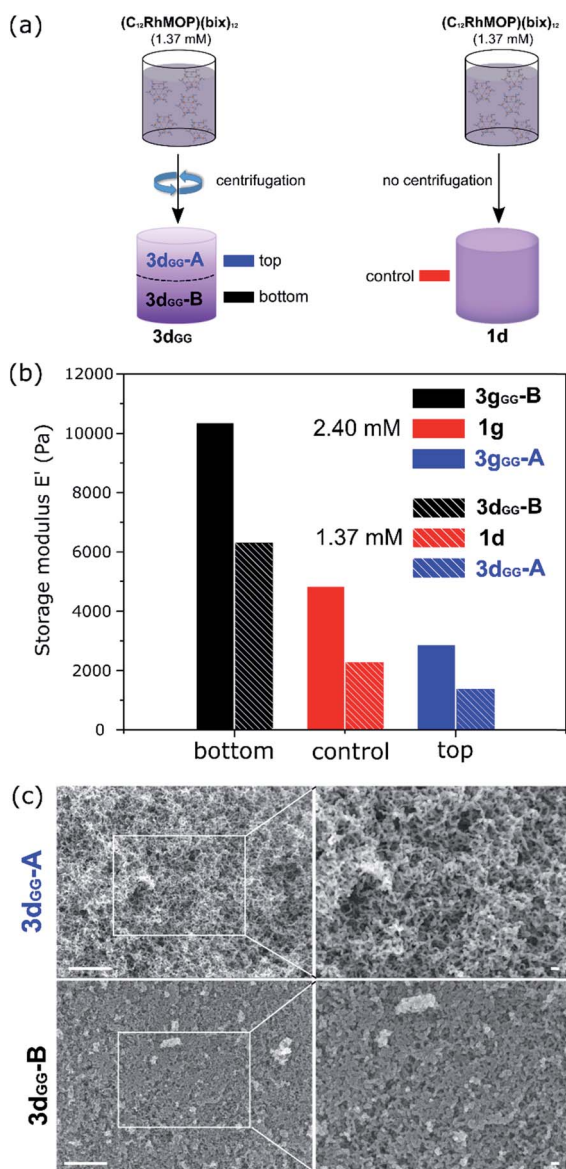 (a)
(C₁₂RhMOP)(bix)₁₂
(1.37 mM)
(C₁₂RhMOP)(bix)₁₂
(1.37 mM)
centrifugation
no centrifugation
3dGG-A
top
3dGG-B
bottom
control
3dGG
1d
(b)
Storage modulus E' (Pa)
12000
10000
8000
6000
4000
2000
0
3gGG-B
2.40 mM
1g
3gGG-A
3dGG-B
1.37 mM
1d
3dGG-A
bottom
control
top
(c)
3dGG-A
3dGG-B